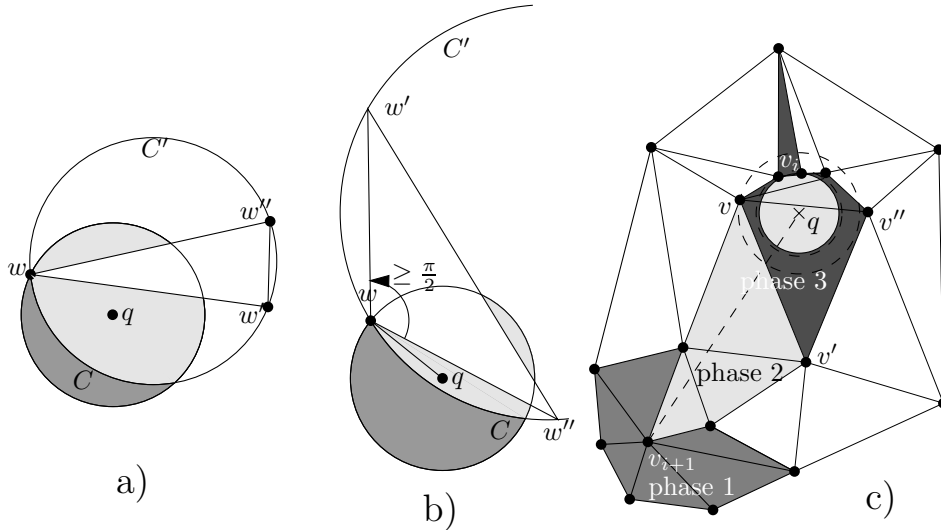 C'
w''
w
w'
q
C
a)
C'
w'
≥ π/2
w
q
C
w''
b)
v_i
v
q
v''
phase 3
v'
phase 2
v_{i+1}
phase 1
c)